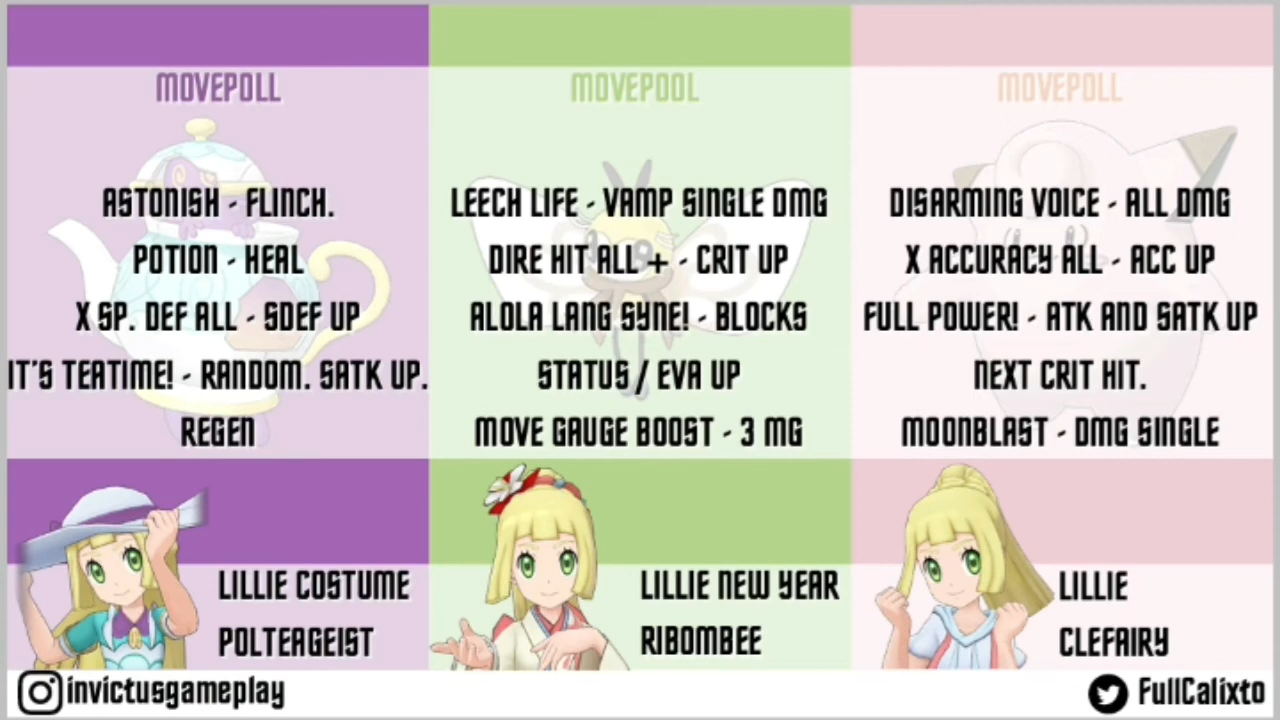 MOVEPOLL
ASTONISH - FLINCH.
POTION - HEAL
X SP. DEF ALL - SDEF UP
IT'S TEATIME! - RANDOM. SATK UP.
REGEN
LILLIE COSTUME
POLTEAGEIST
MOVEPOOL
LEECH LIFE - VAMP SINGLE DMG
DIRE HIT ALL + - CRIT UP
ALOLA LANG SYNE! - BLOCKS
STATUS / EVA UP
MOVE GAUGE BOOST - 3 MG
LILLIE NEW YEAR
RIBOMBEE
MOVEPOLL
DISARMING VOICE - ALL DMG
X ACCURACY ALL - ACC UP
FULL POWER! - ATK AND SATK UP
NEXT CRIT HIT.
MOONBLAST - DMG SINGLE
LILLIE
CLEFAIRY
invictusgameplay
FullCalixto